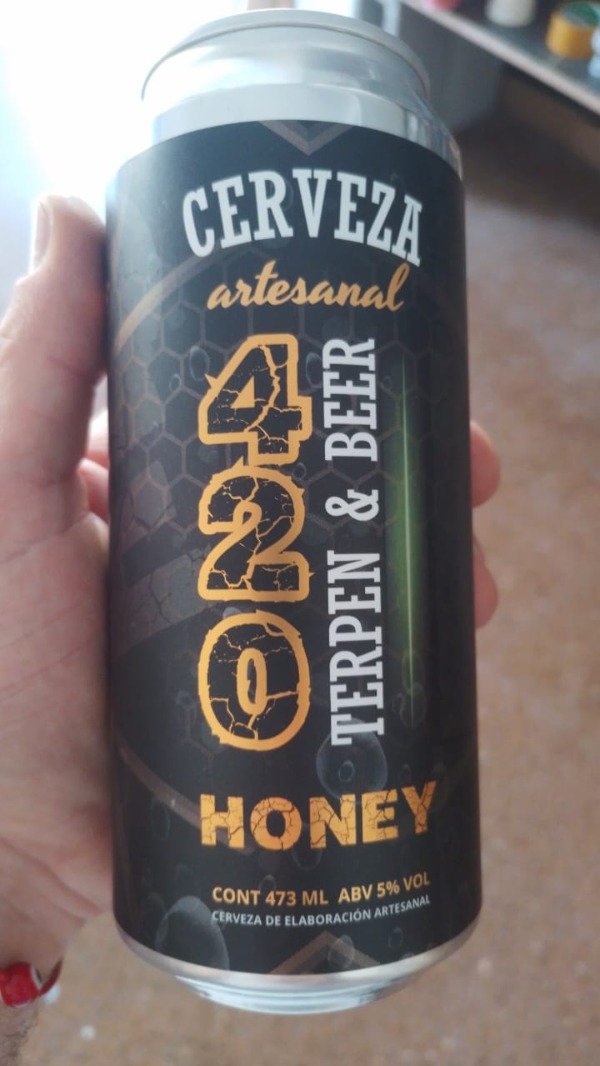 CERVEZA
artesanal
420
TERPEN & BEER
HONEY
CONT 473 ML ABV 5% VOL
CERVEZA DE ELABORACIÓN ARTESANAL